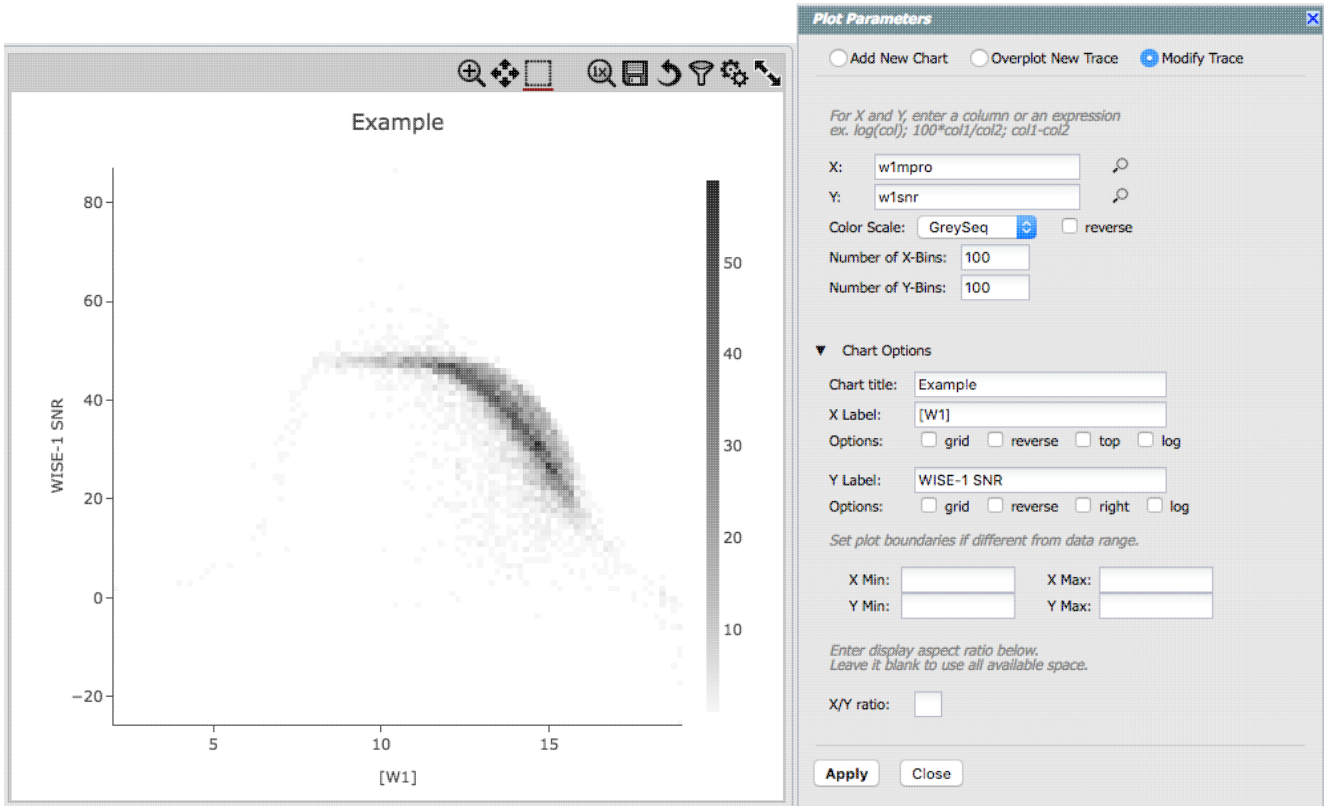 Plot Parameters
Add New Chart Overplot New Trace Modify Trace
1x
Example
For X and Y, enter a column or an expression
ex. log(col); 100*col1/col2; col1-col2
X: w1mpro
Y: w1snr
Color Scale: GreySeq reverse
Number of X-Bins: 100
Number of Y-Bins: 100
Chart Options
Chart title: Example
X Label: [W1]
Options: grid reverse top log
Y Label: WISE-1 SNR
Options: grid reverse right log
Set plot boundaries if different from data range.
X Min: X Max:
Y Min: Y Max:
Enter display aspect ratio below.
Leave it blank to use all available space.
X/Y ratio:
Apply Close
80
60
40
20
0
−20
WISE-1 SNR
5 10 15
[W1]
50
40
30
20
10